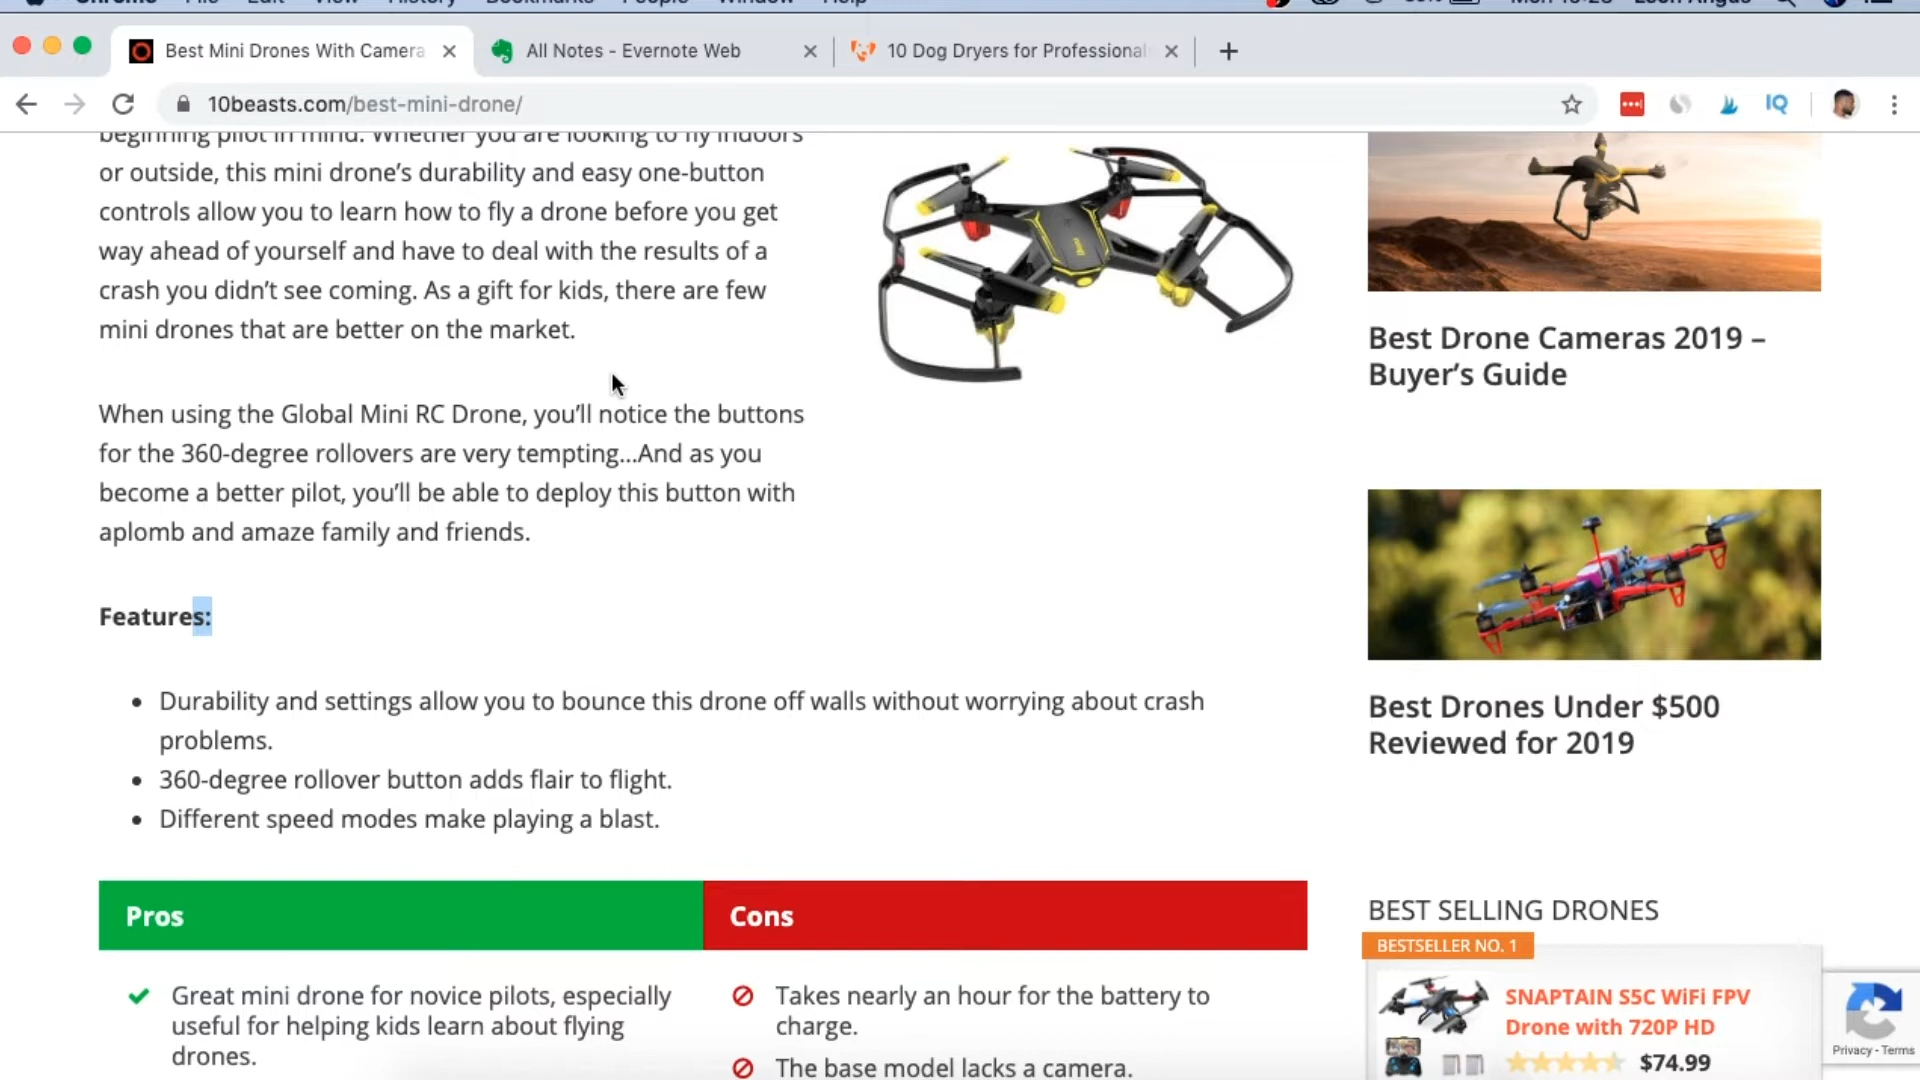 Chrome File Edit View History Bookmarks People Window Help
Best Mini Drones With Camera
All Notes - Evernote Web
10 Dog Dryers for Professional
10beasts.com/best-mini-drone/
beginning pilot in mind. Whether you are looking to fly indoors
or outside, this mini drone’s durability and easy one-button
controls allow you to learn how to fly a drone before you get
way ahead of yourself and have to deal with the results of a
crash you didn’t see coming. As a gift for kids, there are few
mini drones that are better on the market.
When using the Global Mini RC Drone, you’ll notice the buttons
for the 360-degree rollovers are very tempting…And as you
become a better pilot, you’ll be able to deploy this button with
aplomb and amaze family and friends.
Features:
• Durability and settings allow you to bounce this drone off walls without worrying about crash
problems.
• 360-degree rollover button adds flair to flight.
• Different speed modes make playing a blast.
Pros
Cons
Great mini drone for novice pilots, especially
useful for helping kids learn about flying
drones.
Takes nearly an hour for the battery to
charge.
The base model lacks a camera.
Best Drone Cameras 2019 –
Buyer’s Guide
Best Drones Under $500
Reviewed for 2019
BEST SELLING DRONES
BESTSELLER NO. 1
SNAPTAIN S5C WiFi FPV
Drone with 720P HD
$74.99
Privacy - Terms
IQ